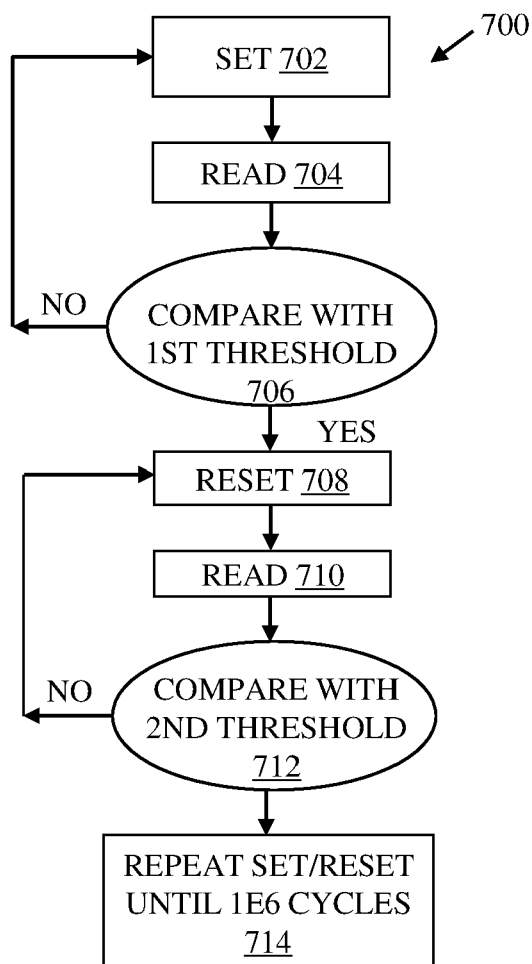 700
SET 702
READ 704
NO
COMPARE WITH
1ST THRESHOLD
706
YES
RESET 708
READ 710
NO
COMPARE WITH
2ND THRESHOLD
712
REPEAT SET/RESET
UNTIL 1E6 CYCLES
714